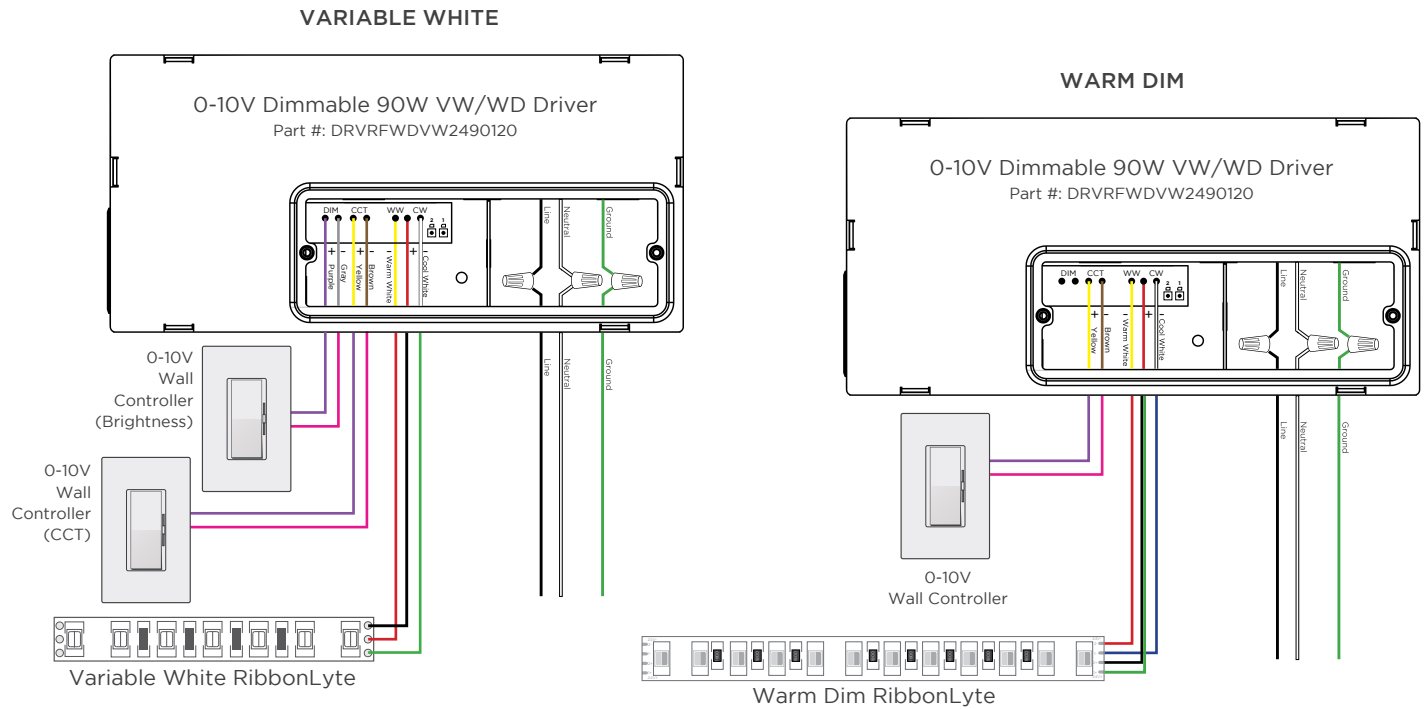 VARIABLE WHITE
0-10V Dimmable 90W VW/WD Driver
Part #: DRVRFWDVW2490120
DIM CCT WW CW
2 1
+ - + - - + -
Purple
Gray
Yellow
Brown
Warm White
Cool White
Line
Neutral
Ground
Line
Neutral
Ground
0-10V
Wall
Controller
(Brightness)
0-10V
Wall
Controller
(CCT)
Variable White RibbonLyte
WARM DIM
0-10V Dimmable 90W VW/WD Driver
Part #: DRVRFWDVW2490120
DIM CCT WW CW
2 1
+ - - + -
Yellow
Brown
Warm White
Cool White
Line
Neutral
Ground
Line
Neutral
Ground
0-10V
Wall Controller
Warm Dim RibbonLyte